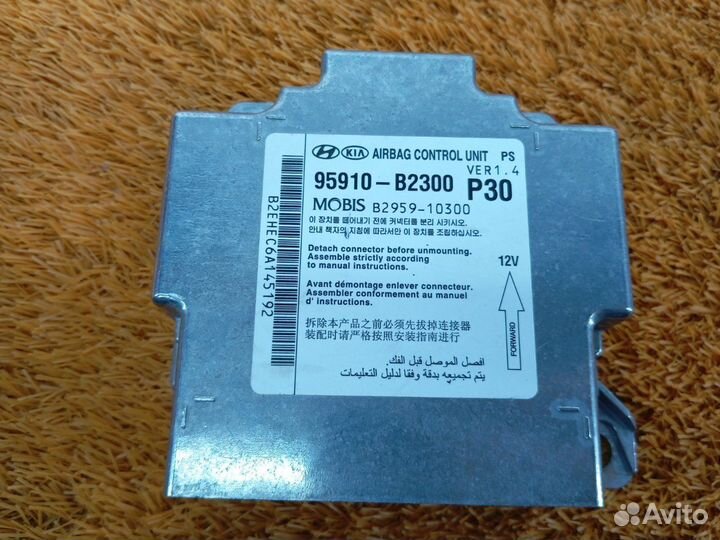 KIA AIRBAG CONTROL UNIT PS
VER1.4
95910-B2300 P30
MOBIS B2959-10300
이 장치를 떼어내기 전에 커넥터를 분리 시키시오.
안내 책자의 지침에 따라서만 이 장치를 조립하십시오.
Detach connector before unmounting.
Assemble strictly according
to manual instructions.
12V
Avant démontage enlever connecteur.
Assembler conformement au manuel
d'instructions.
FORWARD
拆除本产品之前必须先拔掉连接器
装配时请严格按照安装指南进行
افصل الموصل قبل الفك.
يتم تجميعه بدقة وفقا لدليل التعليمات
B2EHEC6A145192
Avito